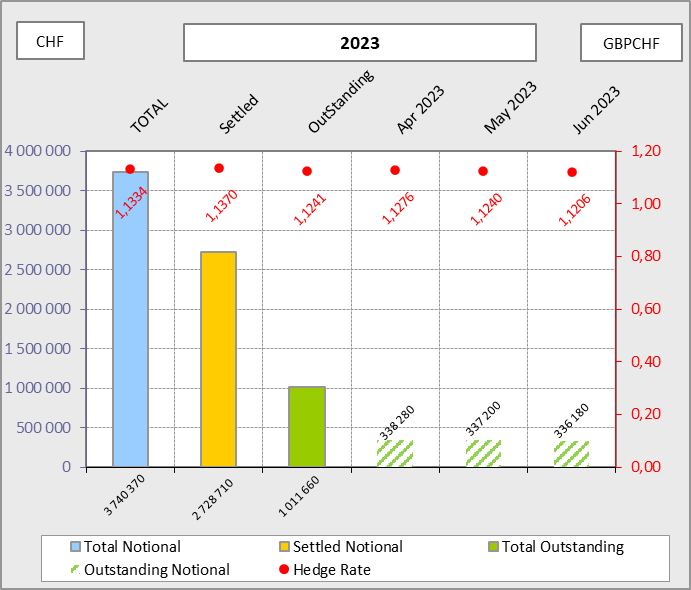 CHF
2023
GBPCHF
TOTAL
Settled
OutStanding
Apr 2023
May 2023
Jun 2023
4 000 000
3 500 000
3 000 000
2 500 000
2 000 000
1 500 000
1 000 000
500 000
0
1,1334
1,1370
1,1241
1,1276
1,1240
1,1206
338 280
337 200
336 180
1,20
1,00
0,80
0,60
0,40
0,20
0,00
3 740 370
2 728 710
1 011 660
Total Notional
Settled Notional
Total Outstanding
Outstanding Notional
Hedge Rate